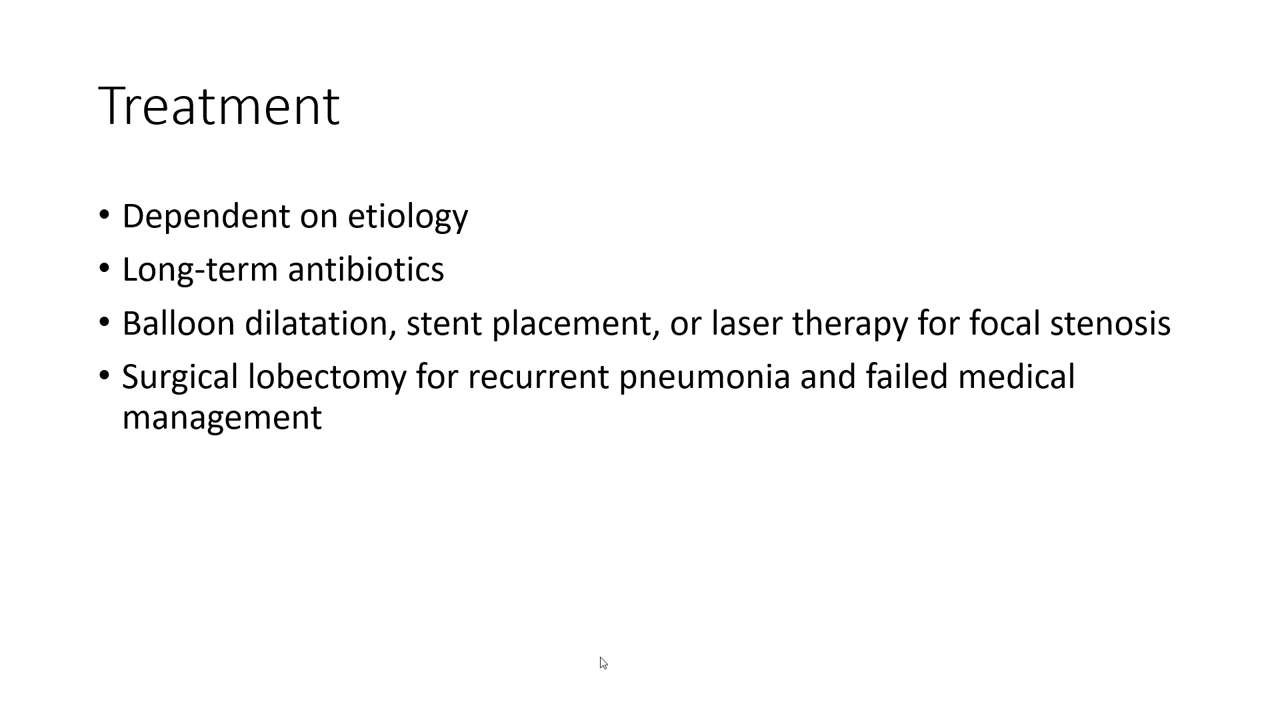 Treatment
• Dependent on etiology
• Long-term antibiotics
• Balloon dilatation, stent placement, or laser therapy for focal stenosis
• Surgical lobectomy for recurrent pneumonia and failed medical
management